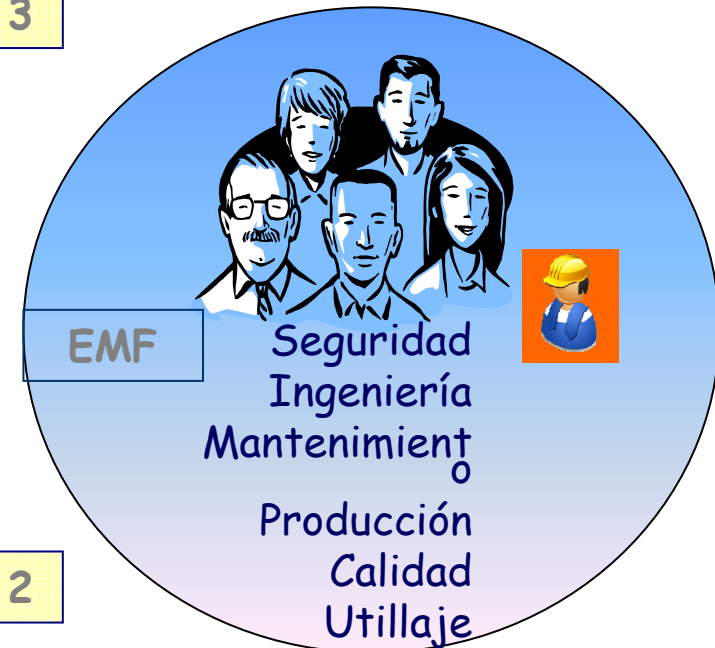 3
EMF
Seguridad
Ingeniería
Mantenimient
o
Producción
Calidad
Utillaje
2